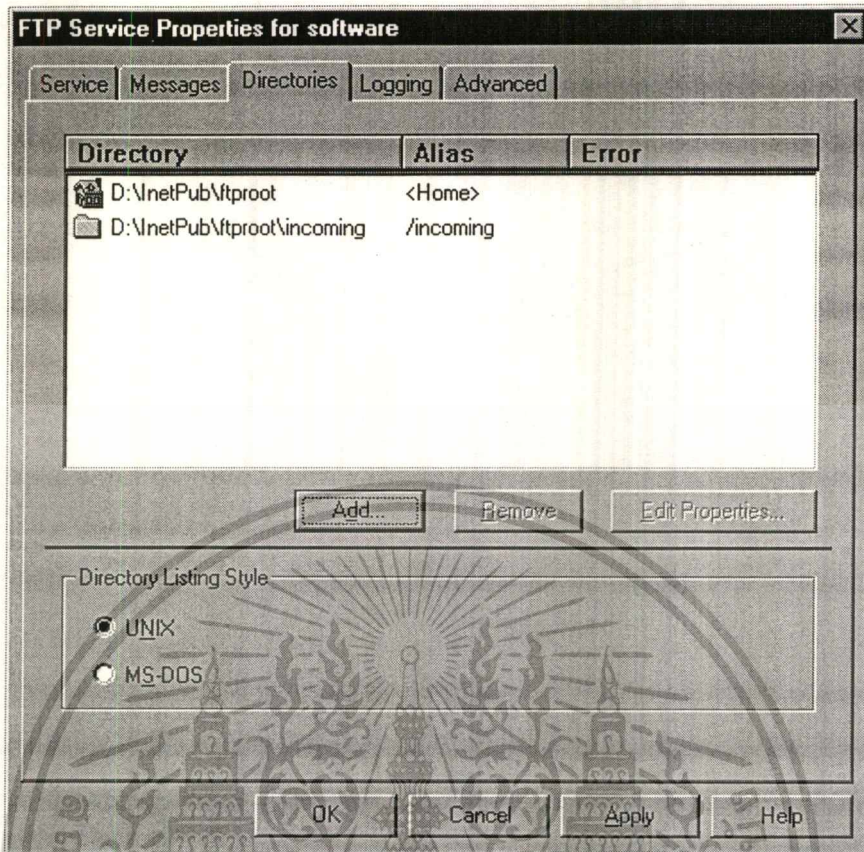 FTP Service Properties for software
Service Messages Directories Logging Advanced
Directory Alias Error
D:\InetPub\ftproot <Home>
D:\InetPub\ftproot\incoming /incoming
Add... Remove Edit Properties...
Directory Listing Style
UNIX
MS-DOS
OK Cancel Apply Help